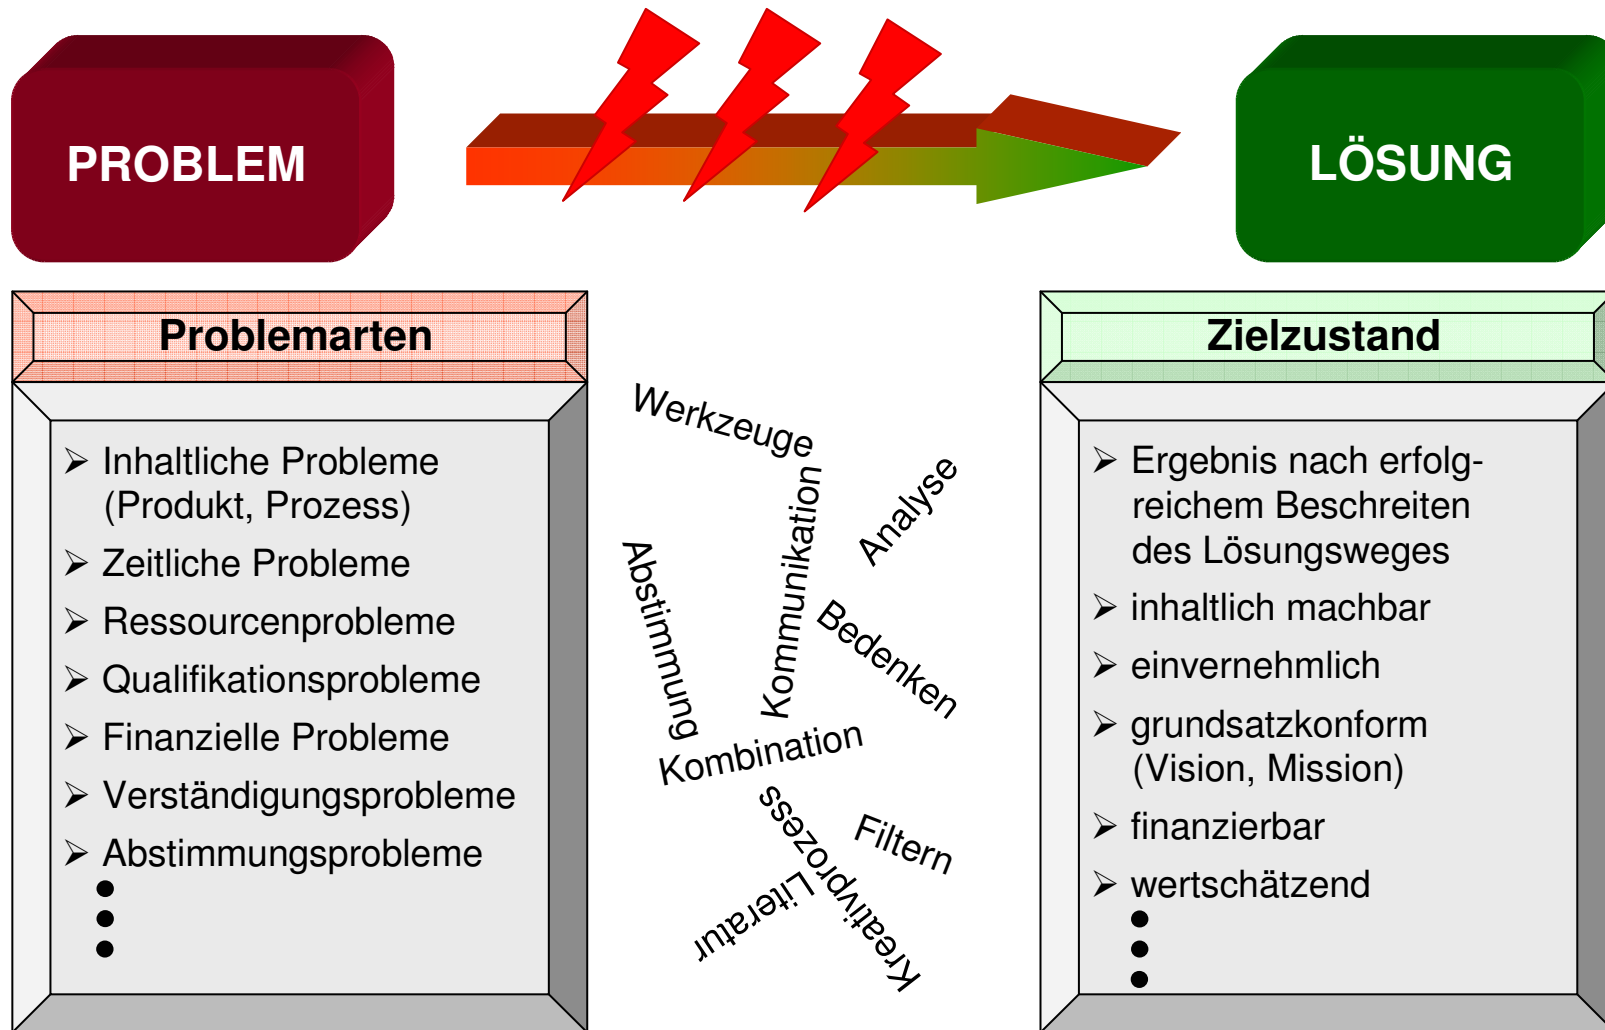 PROBLEM
LÖSUNG
Problemarten
➢ Inhaltliche Probleme
(Produkt, Prozess)
➢ Zeitliche Probleme
➢ Ressourcenprobleme
➢ Qualifikationsprobleme
➢ Finanzielle Probleme
➢ Verständigungsprobleme
➢ Abstimmungsprobleme
Werkzeuge
Kommunikation
Analyse
Abstimmung
Bedenken
Kombination
Kreativprozess
Filtern
Literatur
Zielzustand
➢ Ergebnis nach erfolg-
reichem Beschreiten
des Lösungsweges
➢ inhaltlich machbar
➢ einvernehmlich
➢ grundsatzkonform
(Vision, Mission)
➢ finanzierbar
➢ wertschätzend